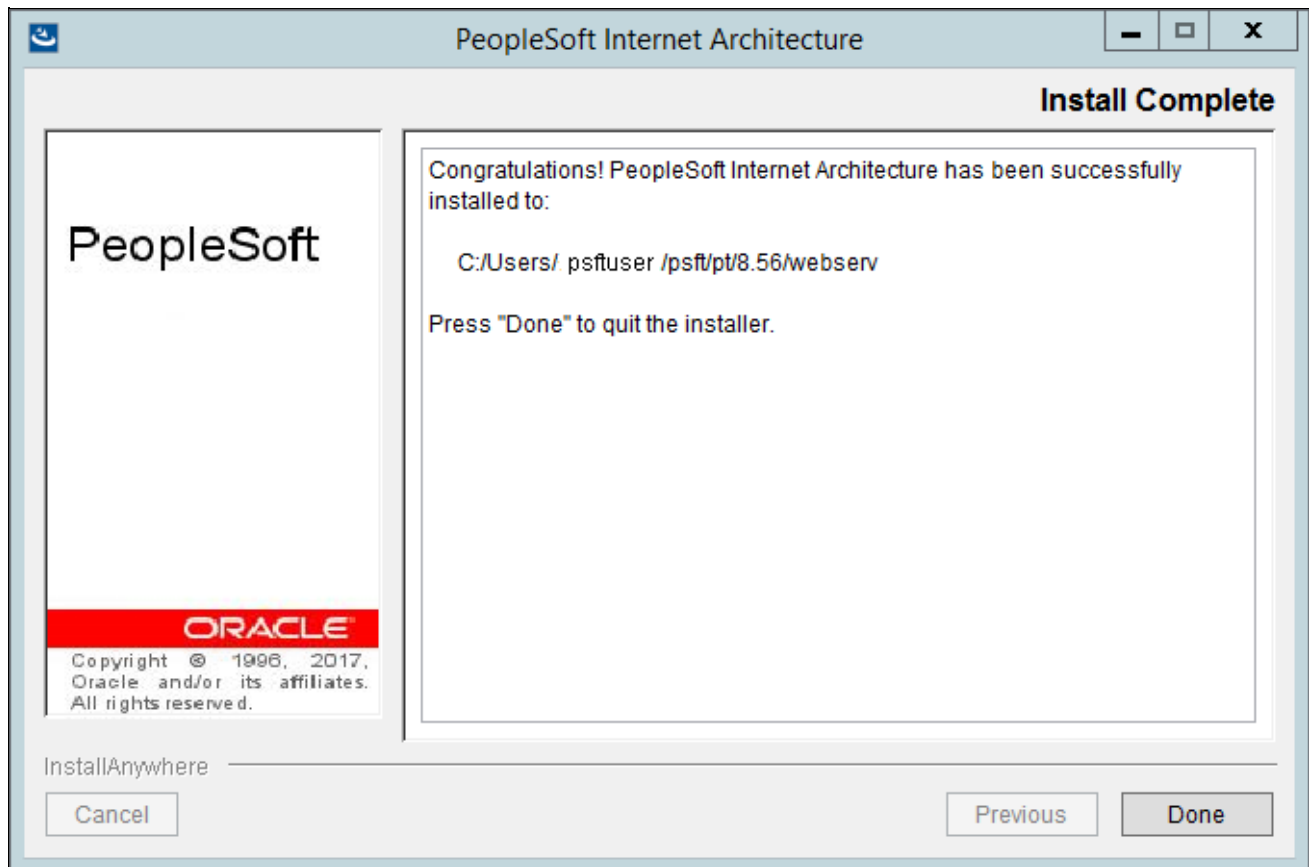 PeopleSoft Internet Architecture
Install Complete
PeopleSoft
ORACLE
Copyright © 1996, 2017,
Oracle and/or its affiliates.
All rights reserved.
Congratulations! PeopleSoft Internet Architecture has been successfully
installed to:
C:/Users/ psftuser /psft/pt/8.56/webserv
Press "Done" to quit the installer.
InstallAnywhere
Cancel
Previous
Done